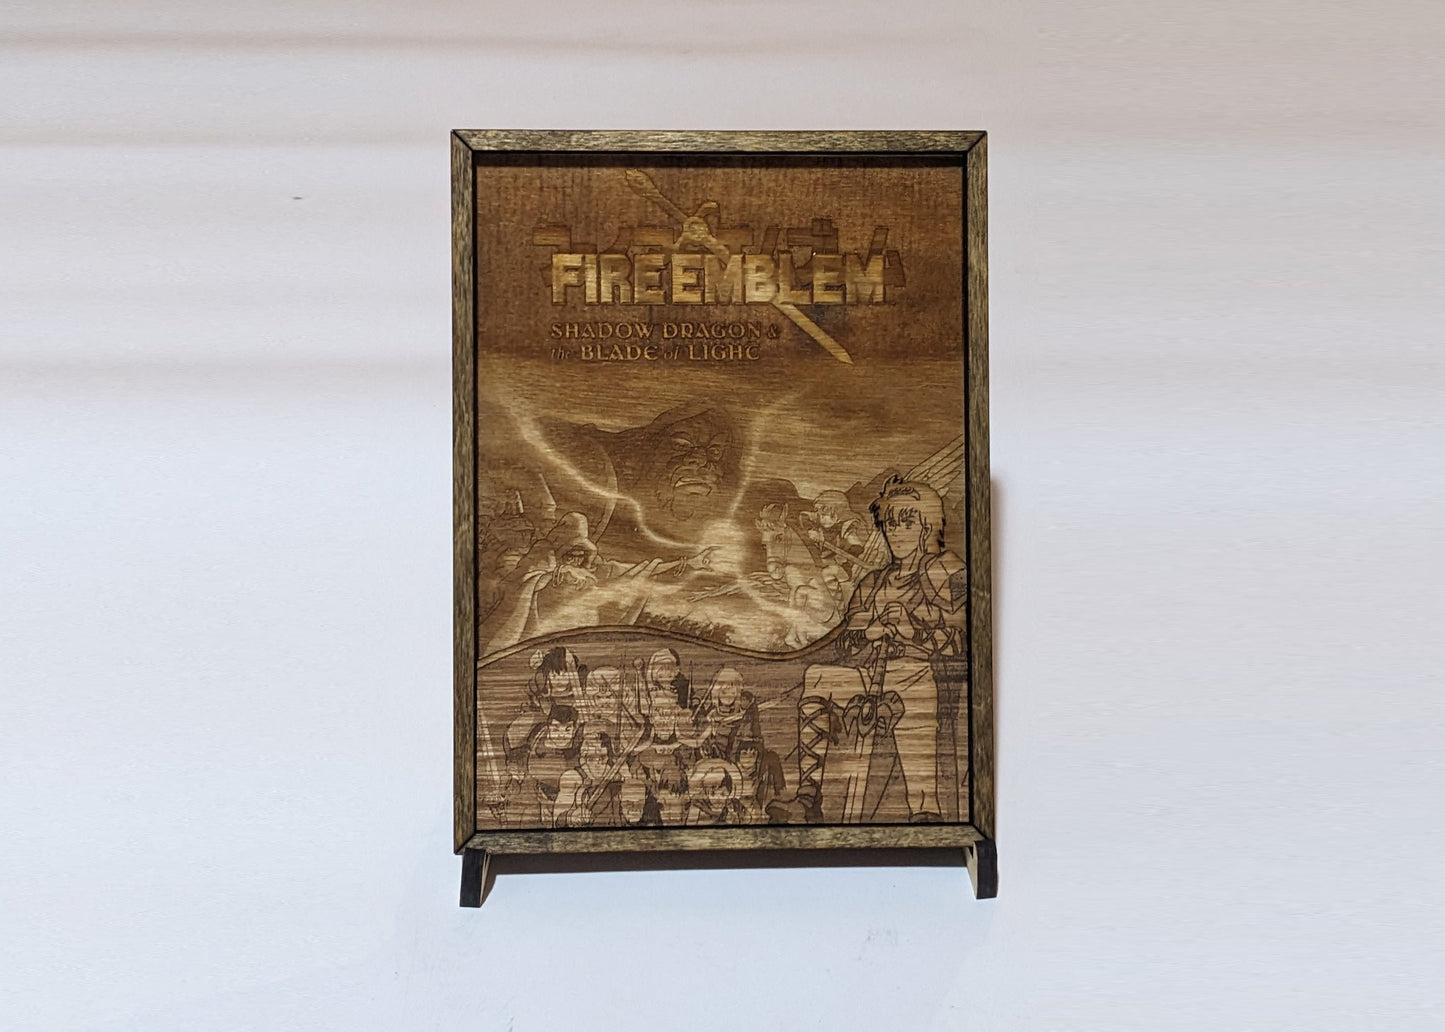 FIRE EMBLEM
SHADOW DRAGON &
the BLADE of LIGHT